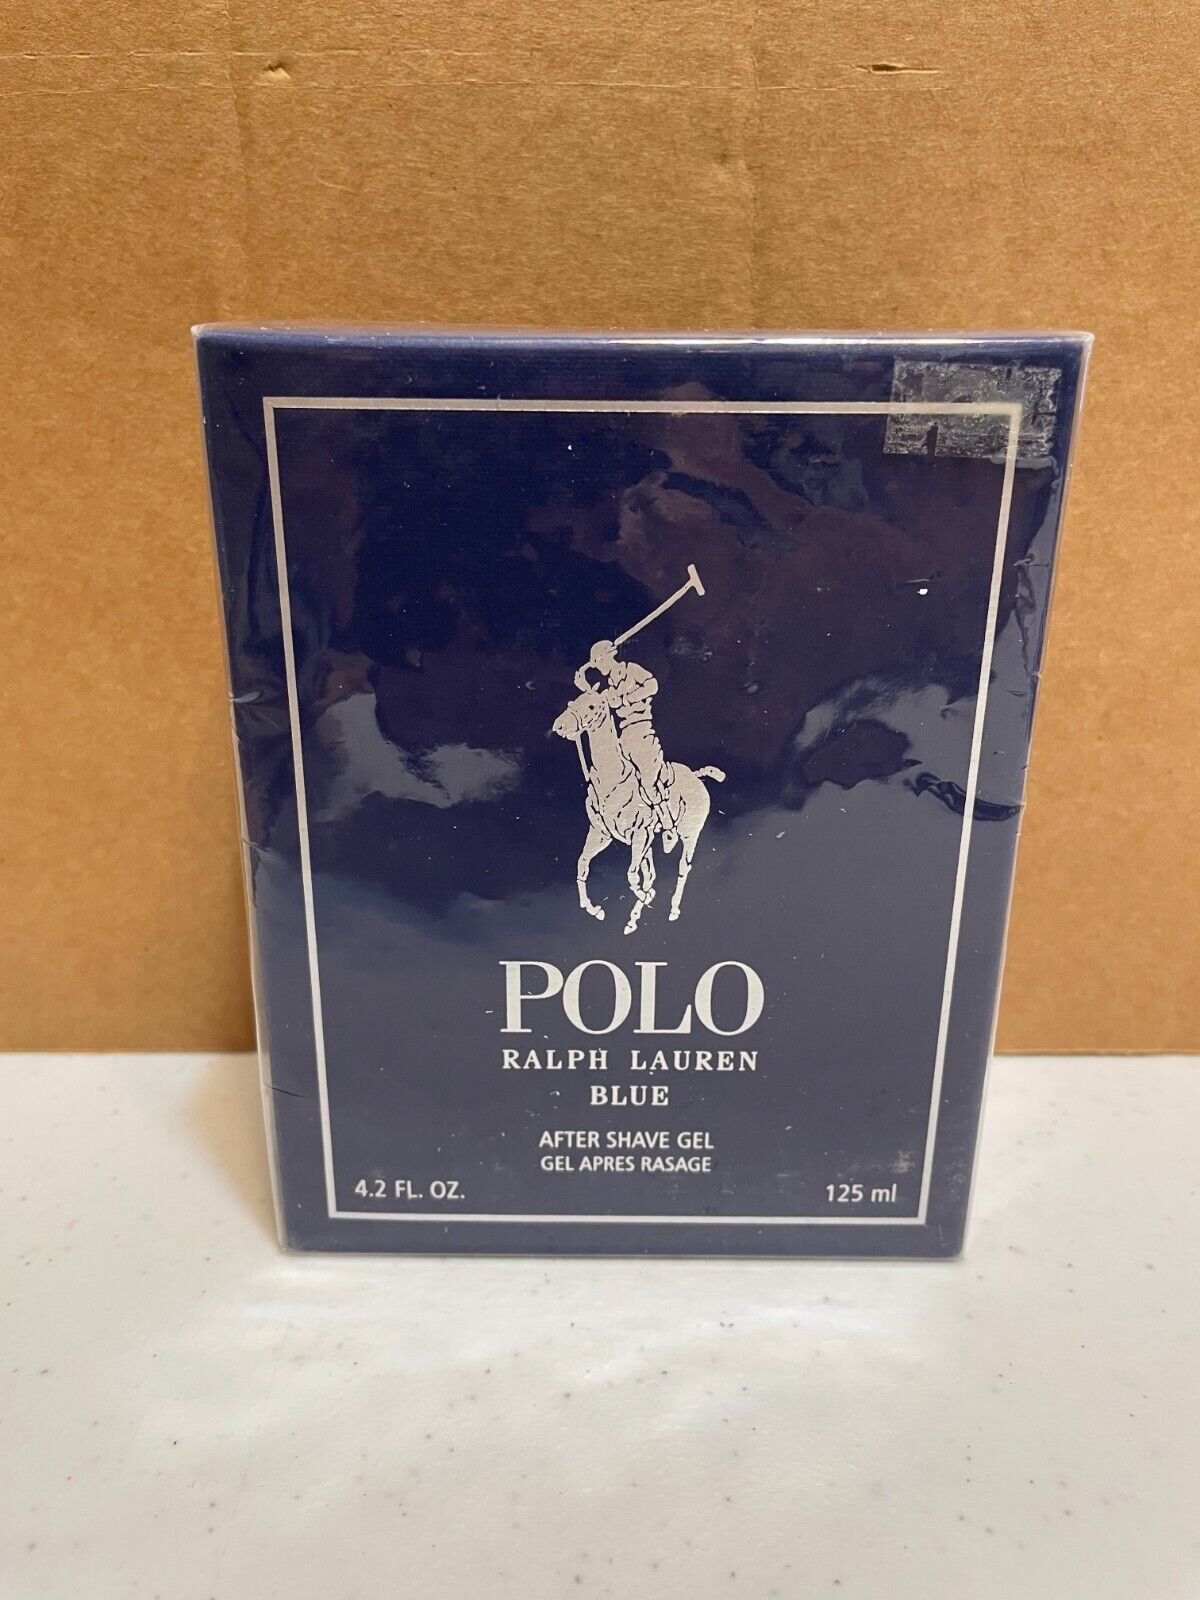 POLO
RALPH LAUREN
BLUE
AFTER SHAVE GEL
GEL APRES RASAGE
4.2 FL. OZ. 125 ml